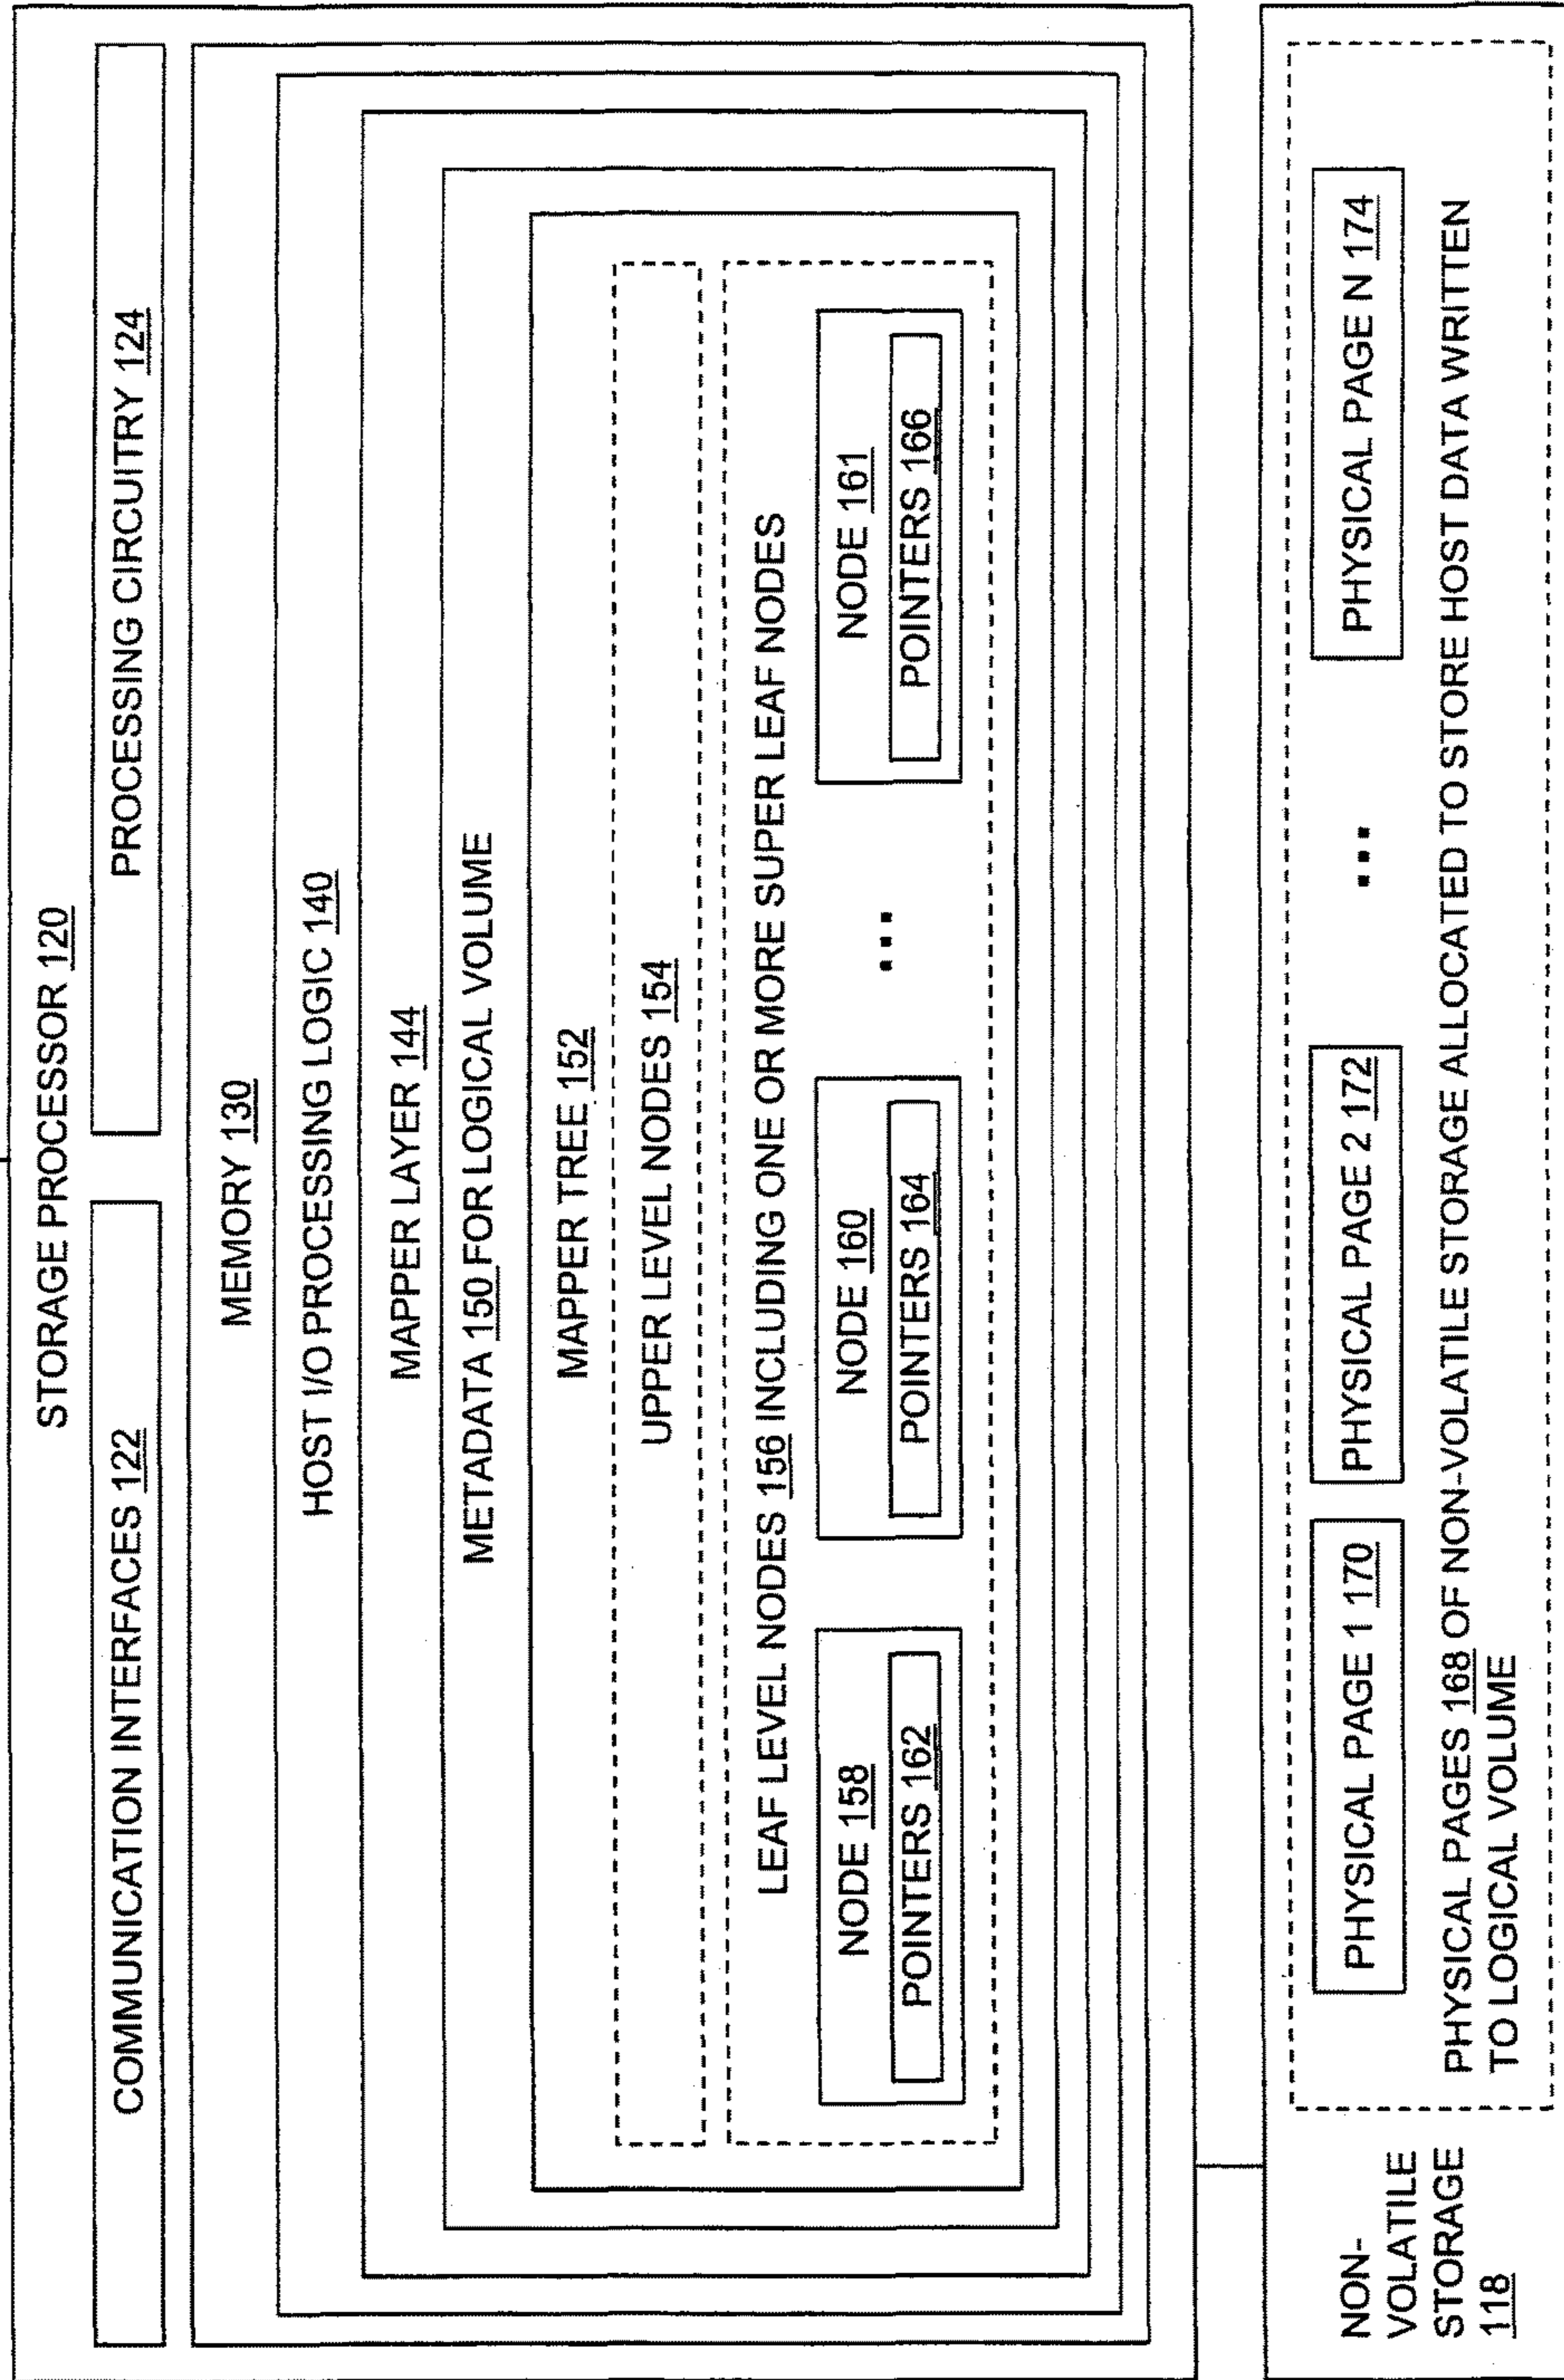 STORAGE PROCESSOR 120
COMMUNICATION INTERFACES 122
PROCESSING CIRCUITRY 124
MEMORY 130
HOST I/O PROCESSING LOGIC 140
MAPPER LAYER 144
METADATA 150 FOR LOGICAL VOLUME
MAPPER TREE 152
UPPER LEVEL NODES 154
LEAF LEVEL NODES 156 INCLUDING ONE OR MORE SUPER LEAF NODES
NODE 158
POINTERS 162
NODE 160
POINTERS 164
...
NODE 161
POINTERS 166
NON-
VOLATILE
STORAGE
118
PHYSICAL PAGE 1 170
PHYSICAL PAGE 2 172
...
PHYSICAL PAGE N 174
PHYSICAL PAGES 168 OF NON-VOLATILE STORAGE ALLOCATED TO STORE HOST DATA WRITTEN
TO LOGICAL VOLUME